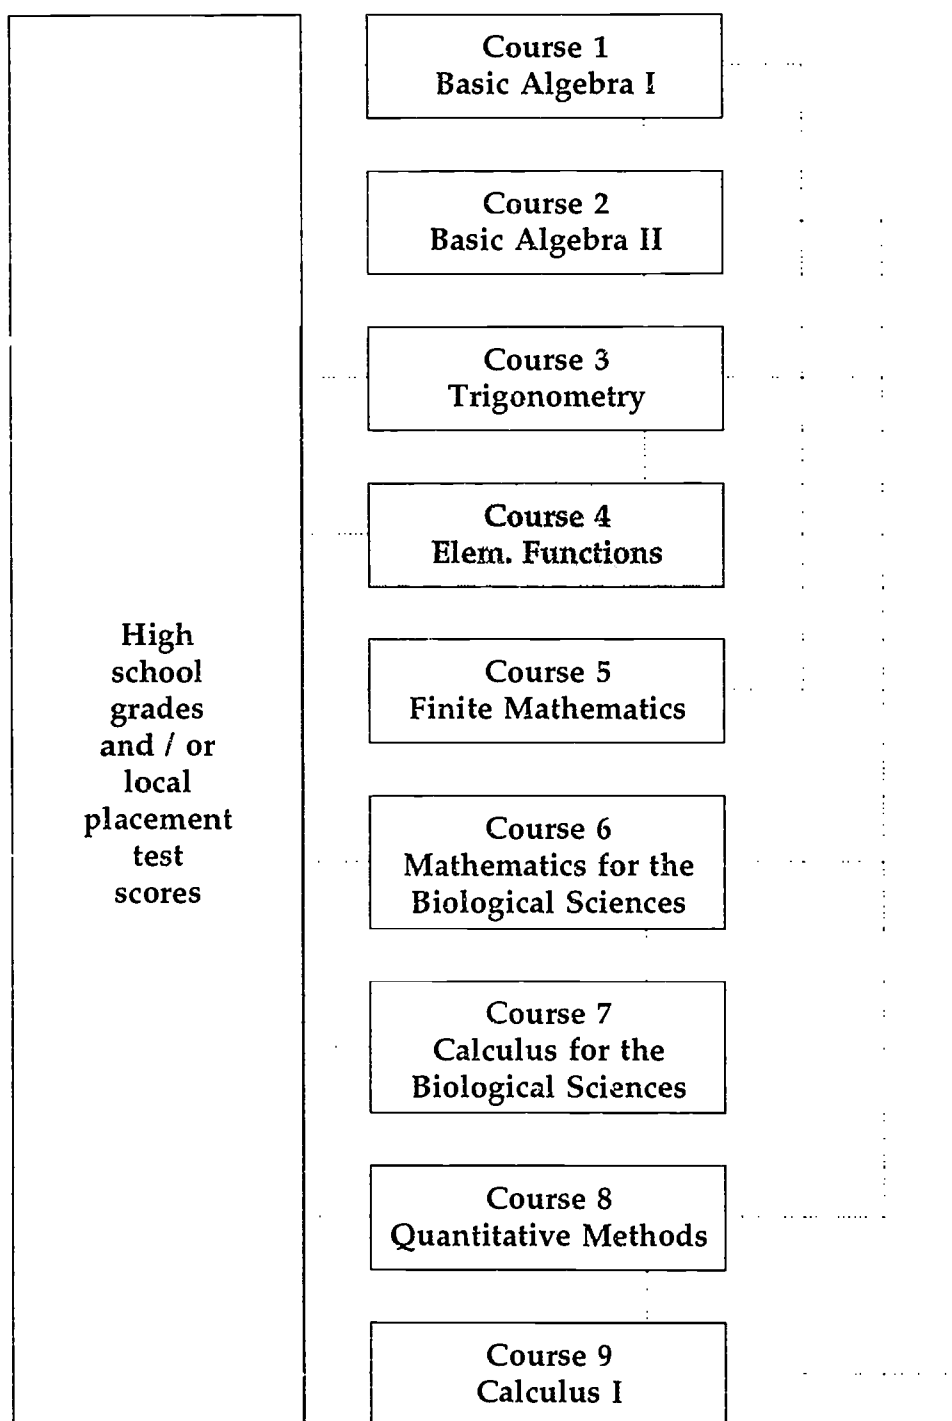 High
school
grades
and / or
local
placement
test
scores
Course 1
Basic Algebra I
Course 2
Basic Algebra II
Course 3
Trigonometry
Course 4
Elem. Functions
Course 5
Finite Mathematics
Course 6
Mathematics for the
Biological Sciences
Course 7
Calculus for the
Biological Sciences
Course 8
Quantitative Methods
Course 9
Calculus I